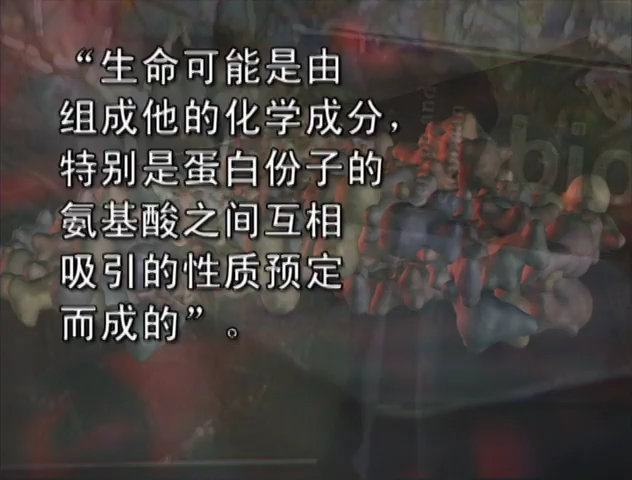 “生命可能是由
组成他的化学成分，
特别是蛋白份子的
氨基酸之间互相
吸引的性质预定
而成的”。
bio